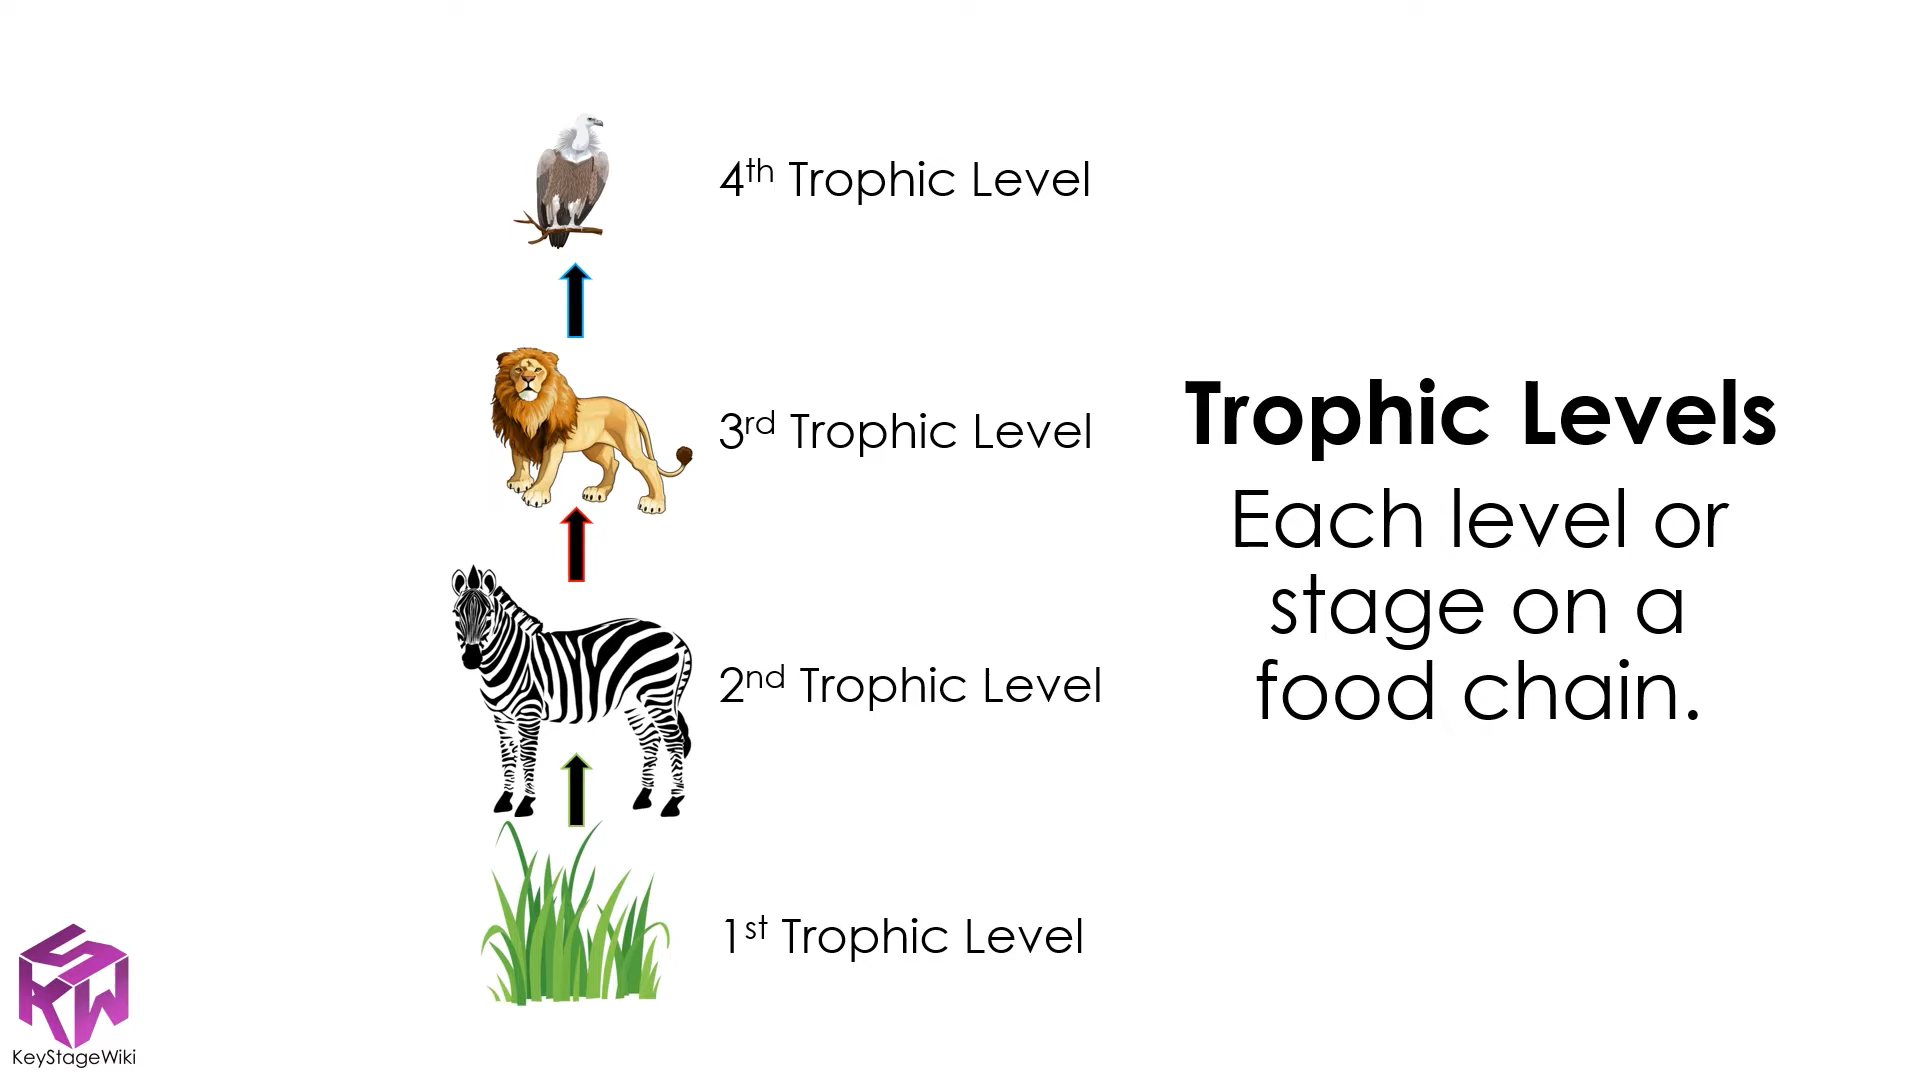 4th Trophic Level
3rd Trophic Level
2nd Trophic Level
1st Trophic Level
Trophic Levels
Each level or
stage on a
food chain.
SKW
KeyStageWiki